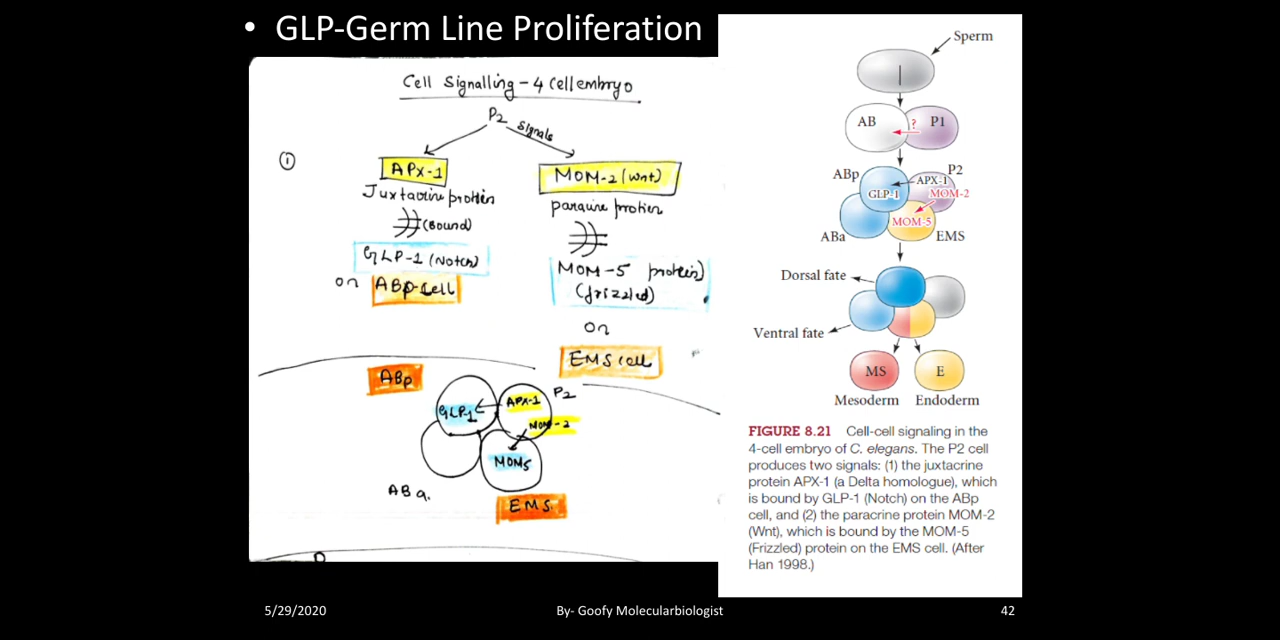 • GLP-Germ Line Proliferation
Cell Signalling - 4 cell embryo
P2 Signals
①
APX-1
Juxtacrine protien
(Bound)
GLP-1 (Notch)
on ABp-cell
MOM-2 (Wnt)
paracrine protien
MOM-5 protein)
(frizzled)
on
EMS cell
ABp
GLP-1
APX-1
P2
MOM-2
MOM5
ABa.
EMS.
Sperm
AB
?
P1
ABp
P2
APX-1
GLP-1
MOM-2
MOM-5
ABa
EMS
Dorsal fate
Ventral fate
MS
E
Mesoderm
Endoderm
FIGURE 8.21 Cell-cell signaling in the
4-cell embryo of C. elegans. The P2 cell
produces two signals: (1) the juxtacrine
protein APX-1 (a Delta homologue), which
is bound by GLP-1 (Notch) on the ABp
cell, and (2) the paracrine protein MOM-2
(Wnt), which is bound by the MOM-5
(Frizzled) protein on the EMS cell. (After
Han 1998.)
5/29/2020
By- Goofy Molecularbiologist
42